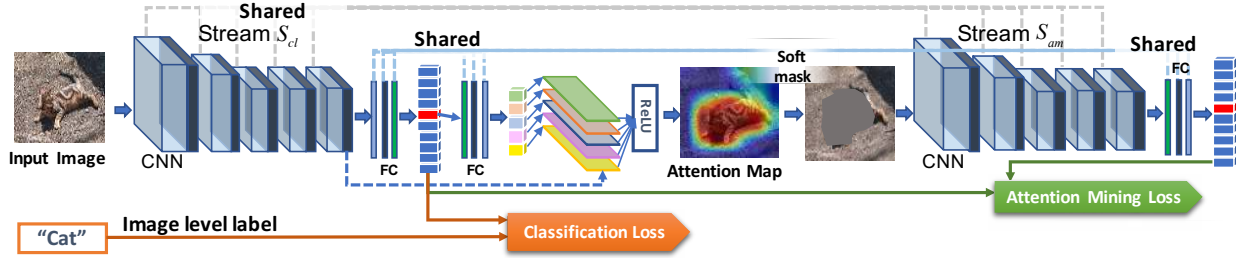 Shared
Stream S_cl
Shared
Soft
mask
Stream S_am
Shared
FC
ReLU
Input Image
CNN
FC
FC
Attention Map
CNN
Attention Mining Loss
"Cat"
Image level label
Classification Loss